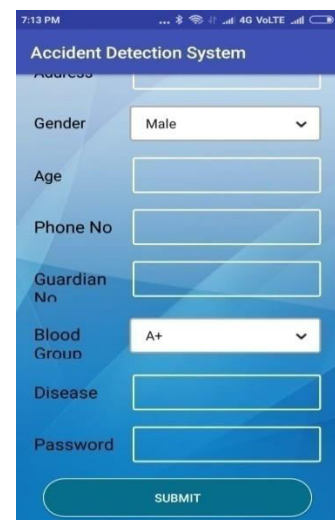 7:13 PM ... 4G VoLTE
Accident Detection System
Address
Gender Male
Age
Phone No
Guardian
No
Blood A+
Group
Disease
Password
SUBMIT